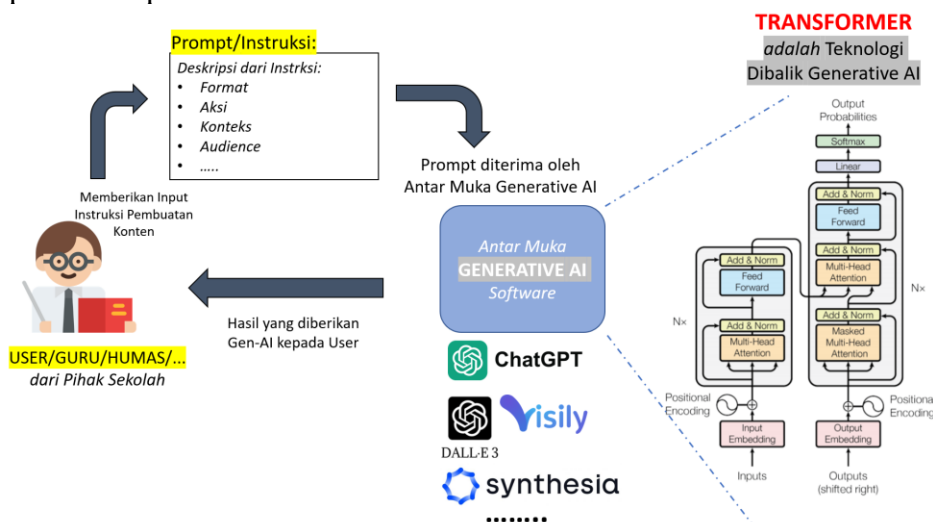 TRANSFORMER
adalah Teknologi
Dibalik Generative AI
Prompt/Instruksi:
Deskripsi dari Instrksi:
• Format
• Aksi
• Konteks
• Audience
• .....
Memberikan Input
Instruksi Pembuatan
Konten
Prompt diterima oleh
Antar Muka Generative AI
Antar Muka
GENERATIVE AI
Software
Hasil yang diberikan
Gen-AI kepada User
USER/GURU/HUMAS/...
dari Pihak Sekolah
ChatGPT
DALL·E 3
Visily
synthesia
........
Output
Probabilities
Softmax
Linear
Add & Norm
Feed
Forward
Add & Norm
Multi-Head
Attention
Add & Norm
Masked
Multi-Head
Attention
N×
Add & Norm
Feed
Forward
Add & Norm
Multi-Head
Attention
N×
Positional
Encoding
Positional
Encoding
Input
Embedding
Output
Embedding
Inputs
Outputs
(shifted right)